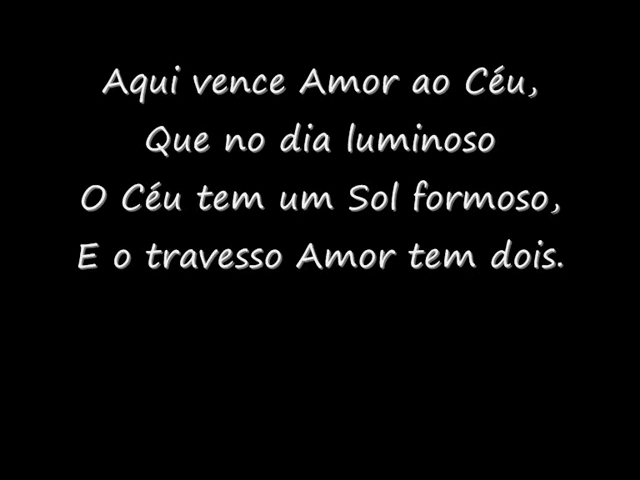 Aqui vence Amor ao Céu,
Que no dia luminoso
O Céu tem um Sol formoso,
E o travesso Amor tem dois.